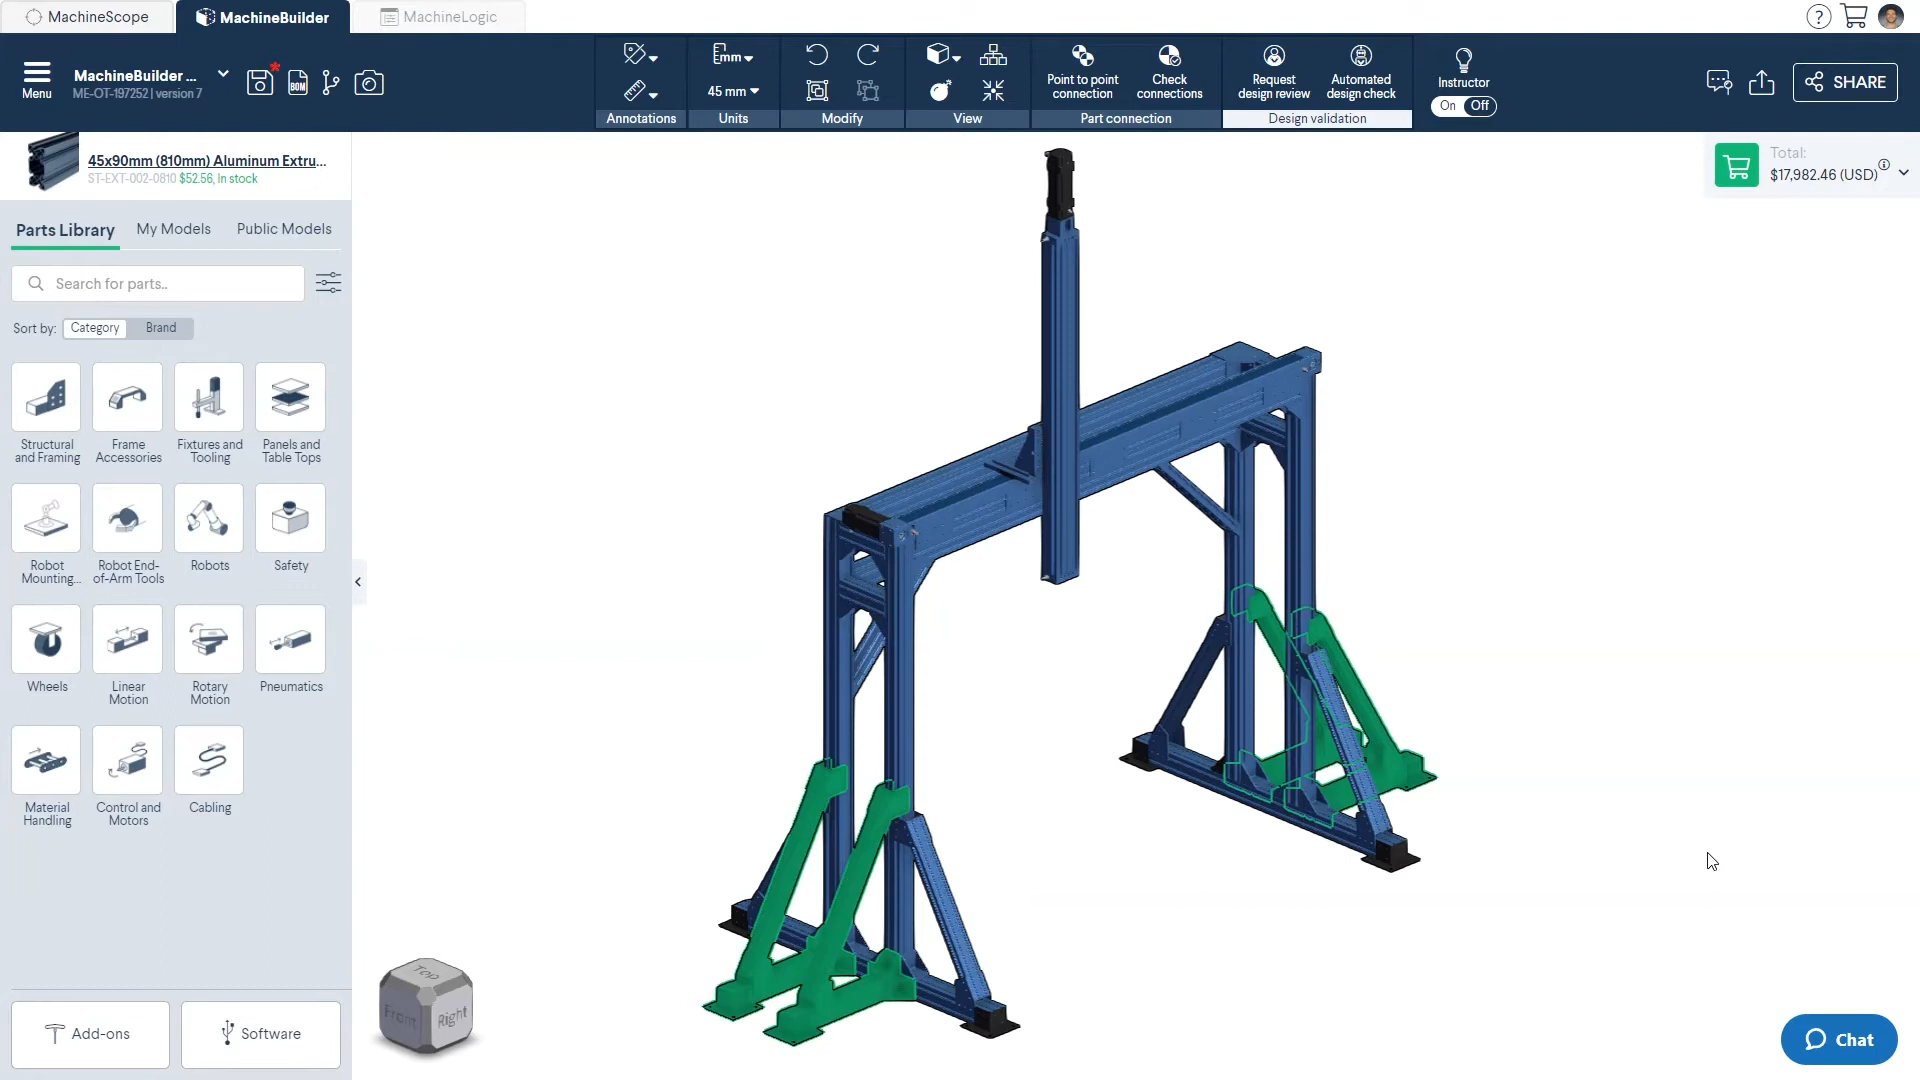 MachineScope
MachineBuilder
MachineLogic
?
Menu
MachineBuilder ...
ME-OT-197252 | version 7
BOM
mm
45 mm
Point to point
connection
Check
connections
Request
design review
Automated
design check
Instructor
On Off
SHARE
Annotations
Units
Modify
View
Part connection
Design validation
45x90mm (810mm) Aluminum Extru...
ST-EXT-002-0810 $52.56, in stock
Total:
$17,982.46 (USD)
Parts Library
My Models
Public Models
Search for parts..
Sort by: Category Brand
Structural
and Framing
Frame
Accessories
Fixtures and
Tooling
Panels and
Table Tops
Robot
Mounting...
Robot End-
of-Arm Tools
Robots
Safety
Wheels
Linear
Motion
Rotary
Motion
Pneumatics
Material
Handling
Control and
Motors
Cabling
Top
Front
Right
Add-ons
Software
Chat